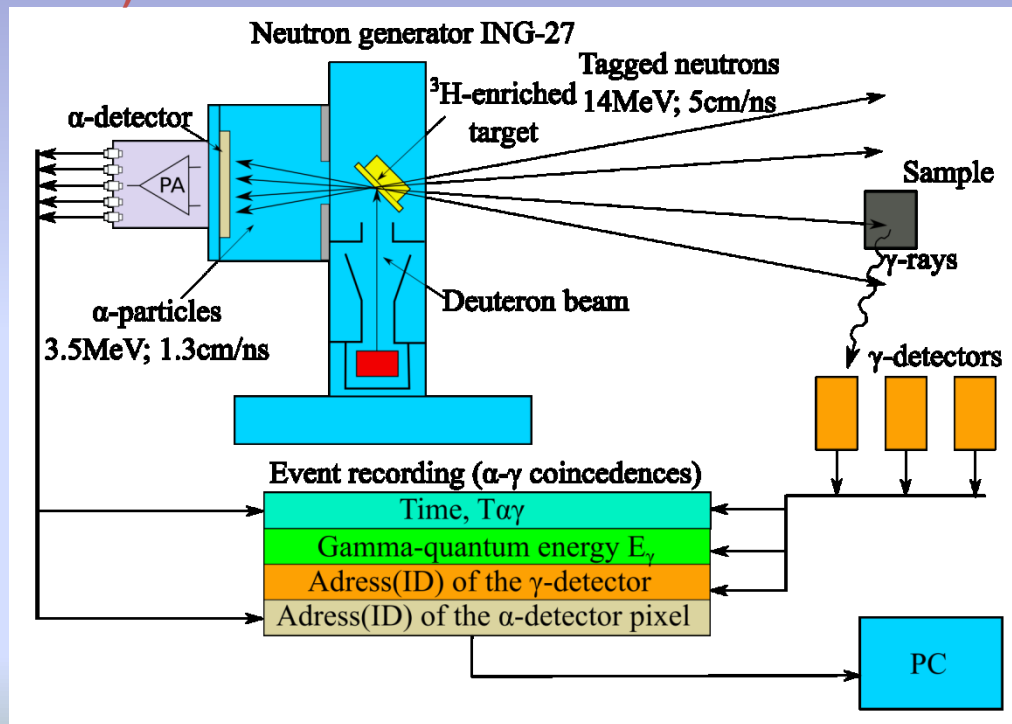 Neutron generator ING-27
Tagged neutrons
14MeV; 5cm/ns
³H-enriched
target
α-detector
PA
Sample
γ-rays
Deuteron beam
α-particles
3.5MeV; 1.3cm/ns
γ-detectors
Event recording (α-γ coincedences)
Time, Tαγ
Gamma-quantum energy Eγ
Adress(ID) of the γ-detector
Adress(ID) of the α-detector pixel
PC